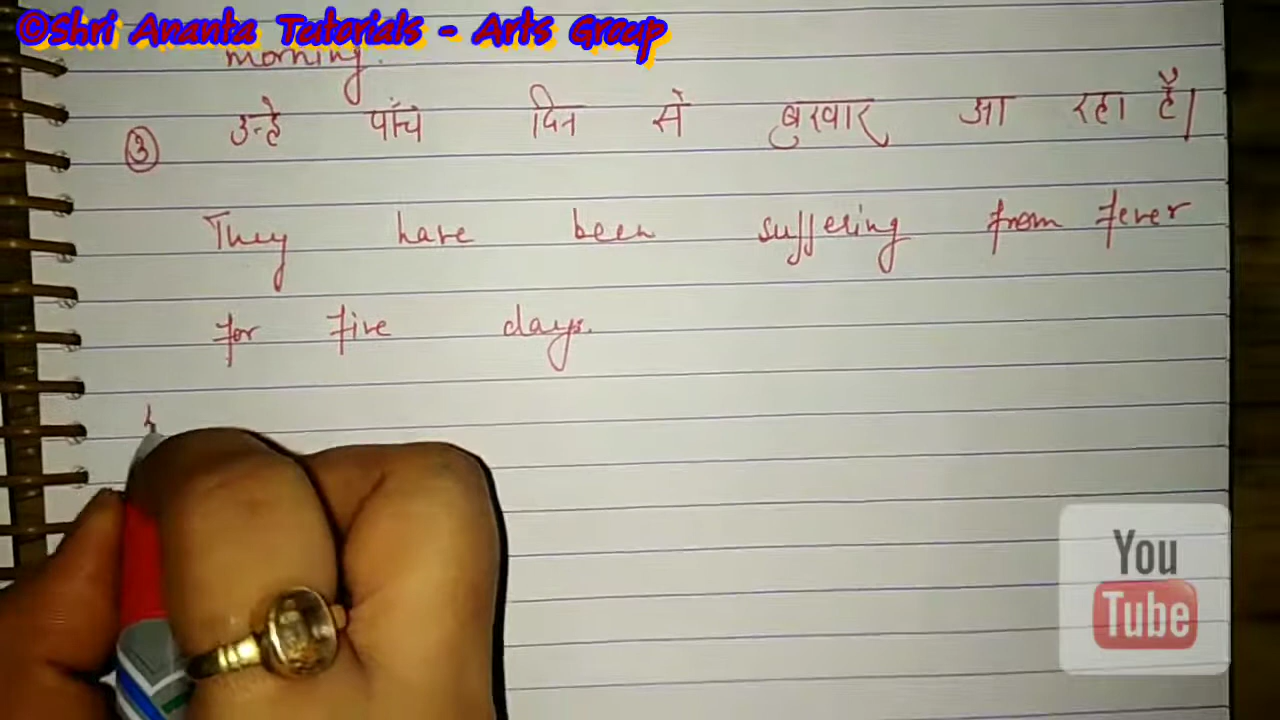 ©Shri Ananta Tutorials - Arts Group
morning.
③ उन्हे पांच दिन से बुखार आ रहा है।
They have been suffering from fever
for five days.
You
Tube